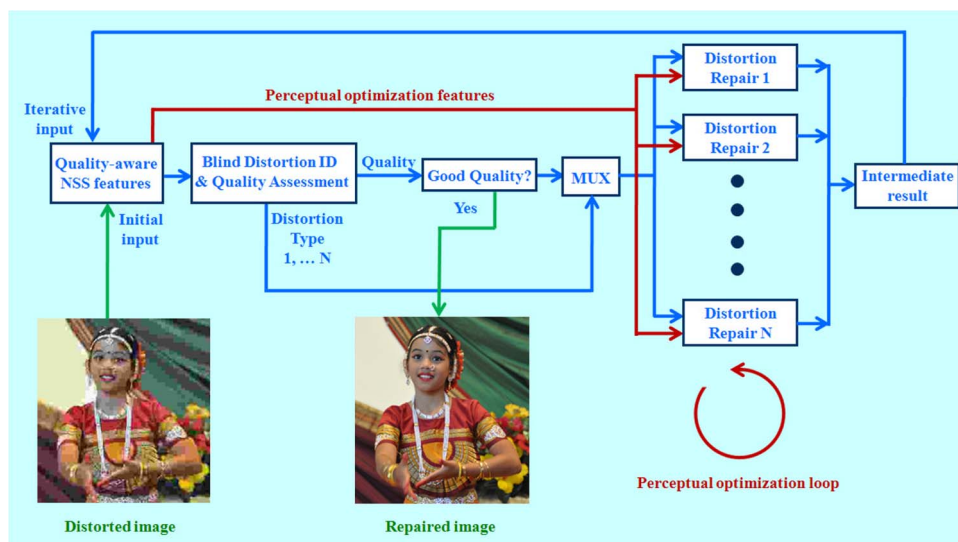 Distortion
Repair 1
Perceptual optimization features
Iterative
input
Distortion
Repair 2
Quality-aware
NSS features
Blind Distortion ID
& Quality Assessment
Quality
Good Quality?
MUX
Intermediate
result
Initial
input
Distortion
Type
1, ... N
Yes
Distortion
Repair N
Perceptual optimization loop
Distorted image
Repaired image